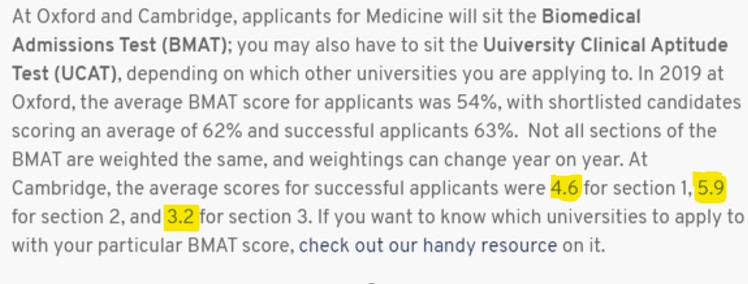 At Oxford and Cambridge, applicants for Medicine will sit the Biomedical
Admissions Test (BMAT); you may also have to sit the Uuiversity Clinical Aptitude
Test (UCAT), depending on which other universities you are applying to. In 2019 at
Oxford, the average BMAT score for applicants was 54%, with shortlisted candidates
scoring an average of 62% and successful applicants 63%. Not all sections of the
BMAT are weighted the same, and weightings can change year on year. At
Cambridge, the average scores for successful applicants were 4.6 for section 1, 5.9
for section 2, and 3.2 for section 3. If you want to know which universities to apply to
with your particular BMAT score, check out our handy resource on it.